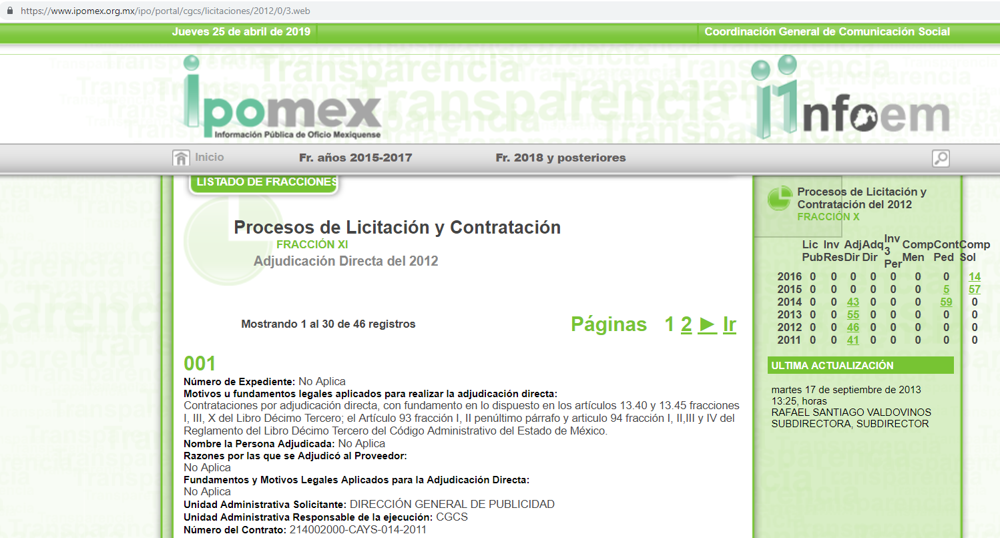 https://www.ipomex.org.mx/ipo/portal/cgcs/licitaciones/2012/0/3.web
Jueves 25 de abril de 2019
Coordinación General de Comunicación Social
ipomex
Información Pública de Oficio Mexiquense
infoem
Inicio
Fr. años 2015-2017
Fr. 2018 y posteriores
LISTADO DE FRACCIONES
Procesos de Licitación y Contratación
FRACCIÓN XI
Adjudicación Directa del 2012
Mostrando 1 al 30 de 46 registros
Páginas 1 2 ► Ir
001
Número de Expediente: No Aplica
Motivos u fundamentos legales aplicados para realizar la adjudicación directa:
Contrataciones por adjudicación directa, con fundamento en lo dispuesto en los artículos 13.40 y 13.45 fracciones
I, III, X del Libro Décimo Tercero; el Artículo 93 fracción I, II penúltimo párrafo y articulo 94 fracción I, II,III y IV del
Reglamento del Libro Décimo Tercero del Código Administrativo del Estado de México.
Nombre la Persona Adjudicada: No Aplica
Razones por las que se Adjudicó al Proveedor:
No Aplica
Fundamentos y Motivos Legales Aplicados para la Adjudicación Directa:
No Aplica
Unidad Administrativa Solicitante: DIRECCIÓN GENERAL DE PUBLICIDAD
Unidad Administrativa Responsable de la ejecución: CGCS
Número del Contrato: 214002000-CAYS-014-2011
Procesos de Licitación y
Contratación del 2012
FRACCIÓN X
Lic Pub Inv Res Adj Dir Adq Dir Inv 3 Per Comp Men Cont Ped Comp Sol
2016 0 0 0 0 0 0 0 14
2015 0 0 0 0 0 0 5 57
2014 0 0 43 0 0 0 59 0
2013 0 0 55 0 0 0 0 0
2012 0 0 46 0 0 0 0 0
2011 0 0 41 0 0 0 0 0
ULTIMA ACTUALIZACIÓN
martes 17 de septiembre de 2013
13:25, horas
RAFAEL SANTIAGO VALDOVINOS
SUBDIRECTORA, SUBDIRECTOR